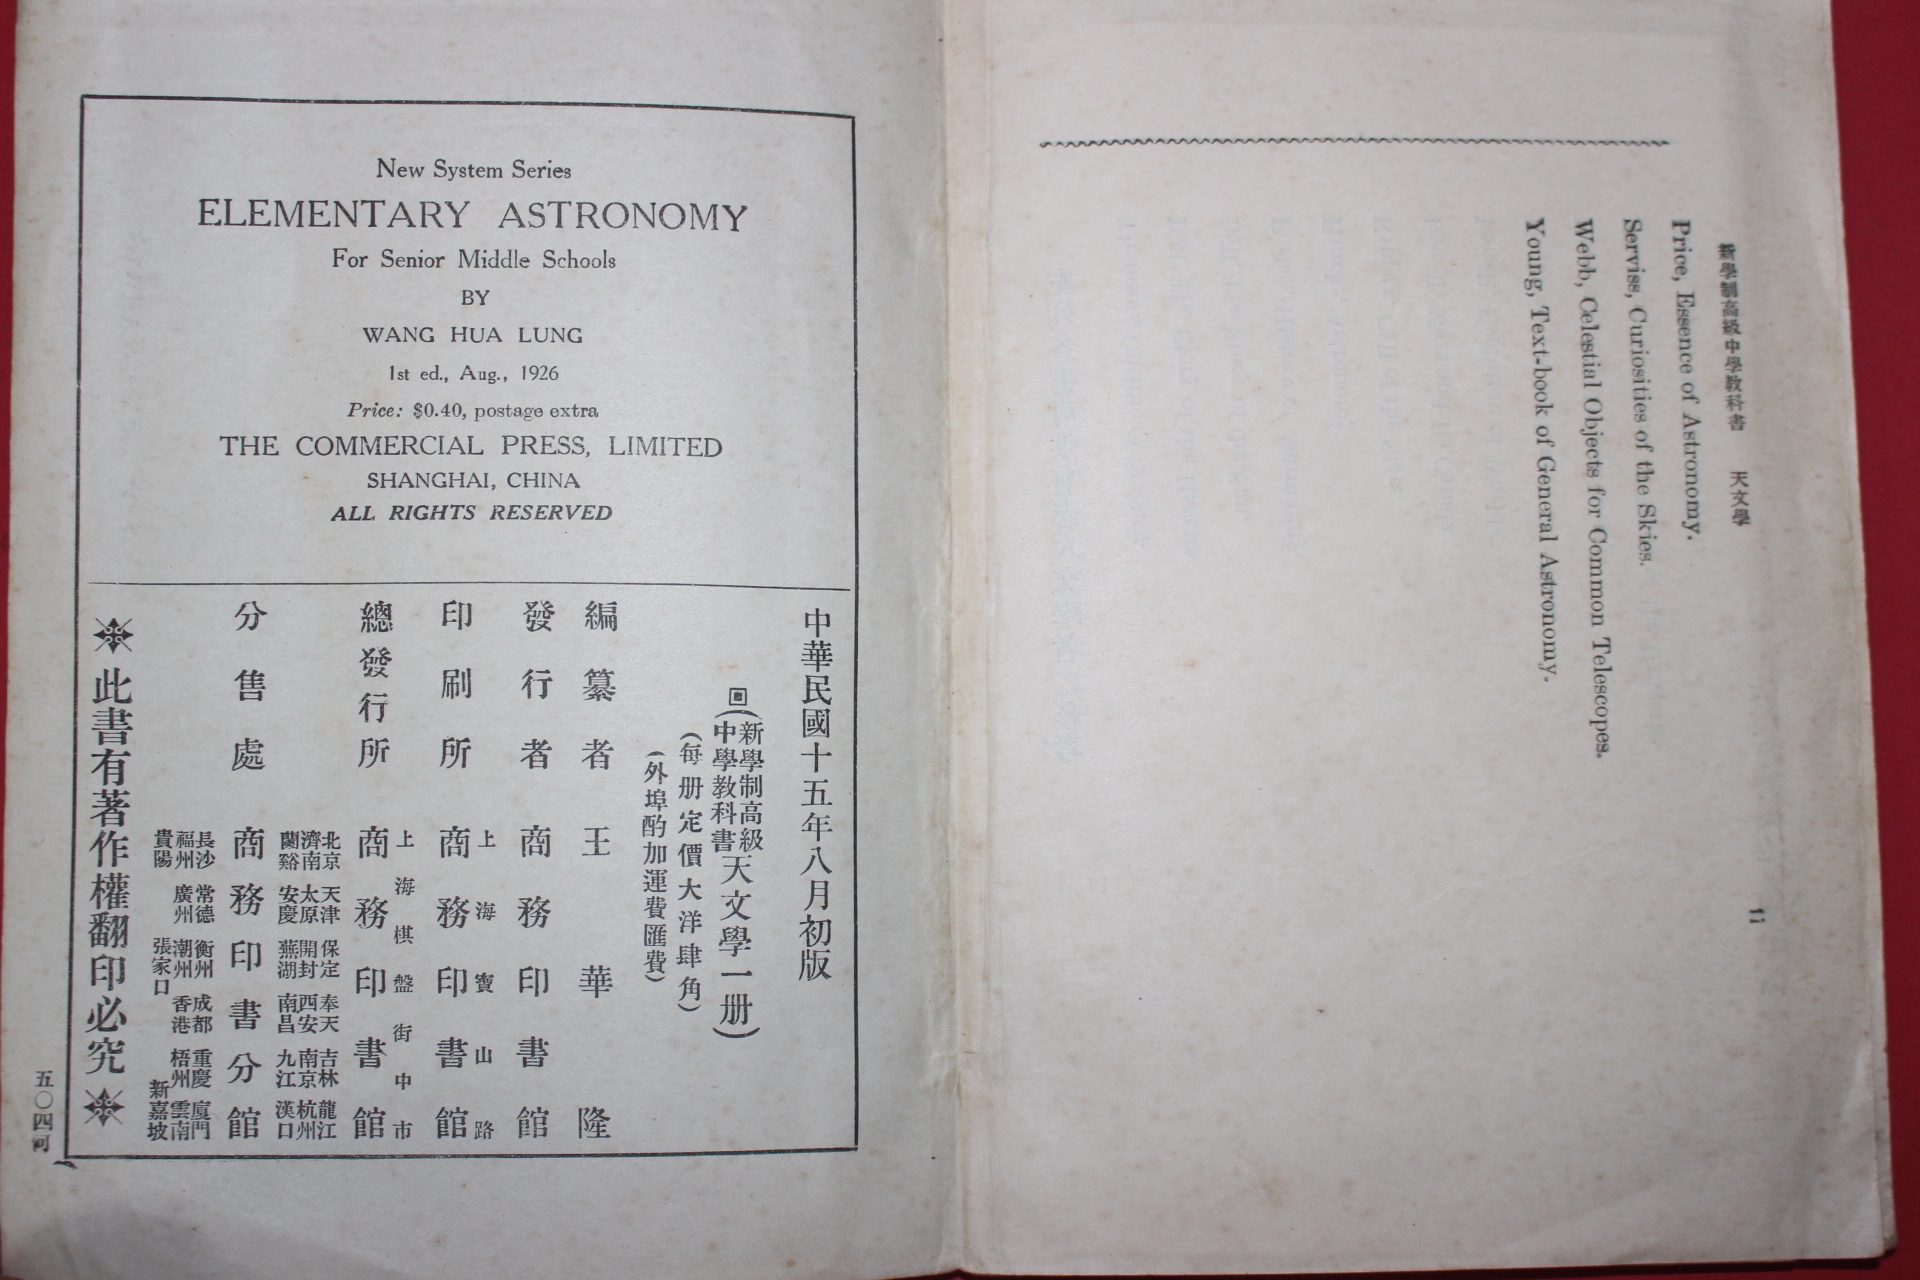 新學制高級中學教科書 天文學
Price, Essence of Astronomy.
Serviss, Curiosities of the Skies.
Webb, Celestial Objects for Common Telescopes.
Young, Text-book of General Astronomy.
New System Series
ELEMENTARY ASTRONOMY
For Senior Middle Schools
BY
WANG HUA LUNG
1st ed., Aug., 1926
Price: $0.40, postage extra
THE COMMERCIAL PRESS, LIMITED
SHANGHAI, CHINA
ALL RIGHTS RESERVED
中華民國十五年八月初版
(新學制高級中學教科書天文學一册)
(每册定價大洋肆角)
(外埠酌加運費匯費)
編纂者 王華隆
發行者 商務印書館
上海寶山路
印刷所 商務印書館
上海棋盤街中市
總發行所 商務印書館
北京 天津 保定 奉天 吉林 龍江
濟南 太原 開封 西安 南京 杭州
蘭谿 安慶 蕪湖 南昌 九江 漢口
分售處 商務印書分館
長沙 常德 衡州 成都 重慶 廈門
福州 廣州 潮州 香港 梧州 雲南
貴陽 張家口 新嘉坡
此書有著作權翻印必究
五〇四可